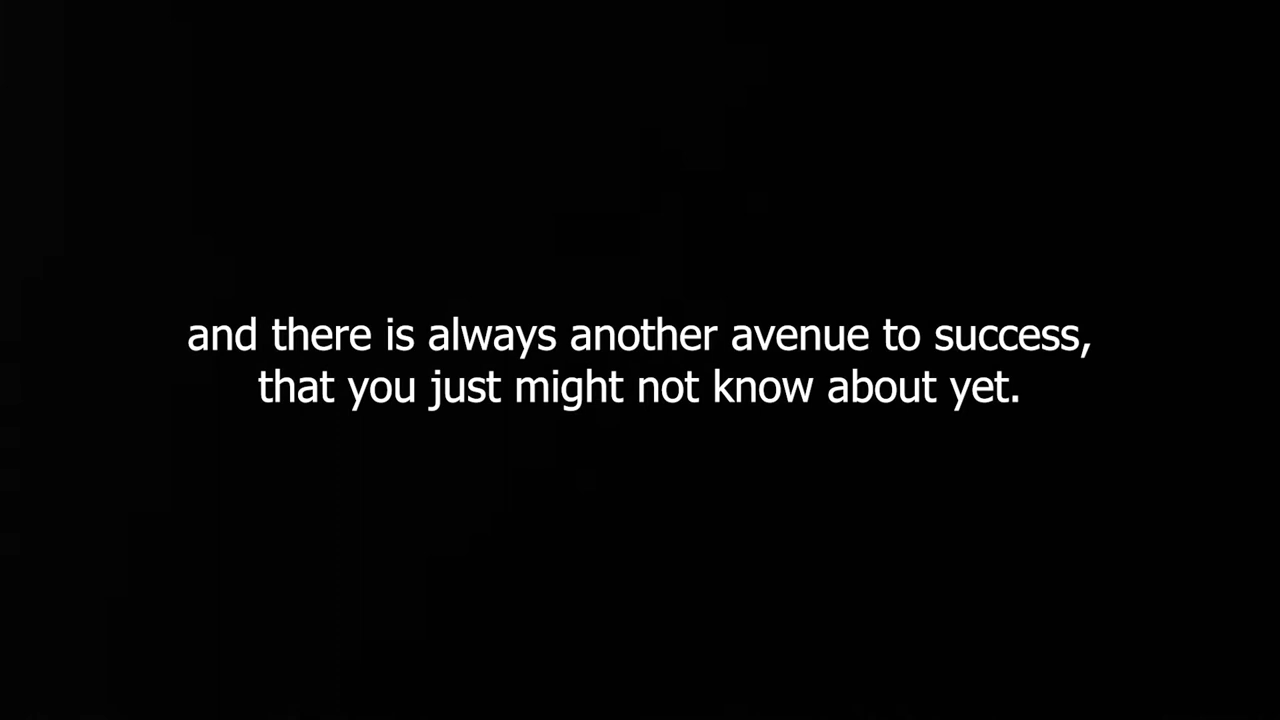 and there is always another avenue to success,
that you just might not know about yet.